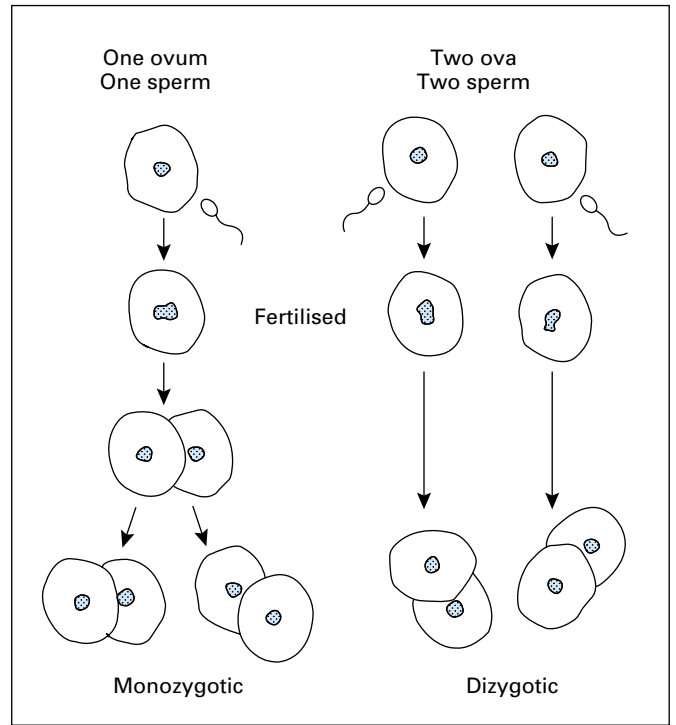 One ovum
One sperm
Two ova
Two sperm
Fertilised
Monozygotic
Dizygotic